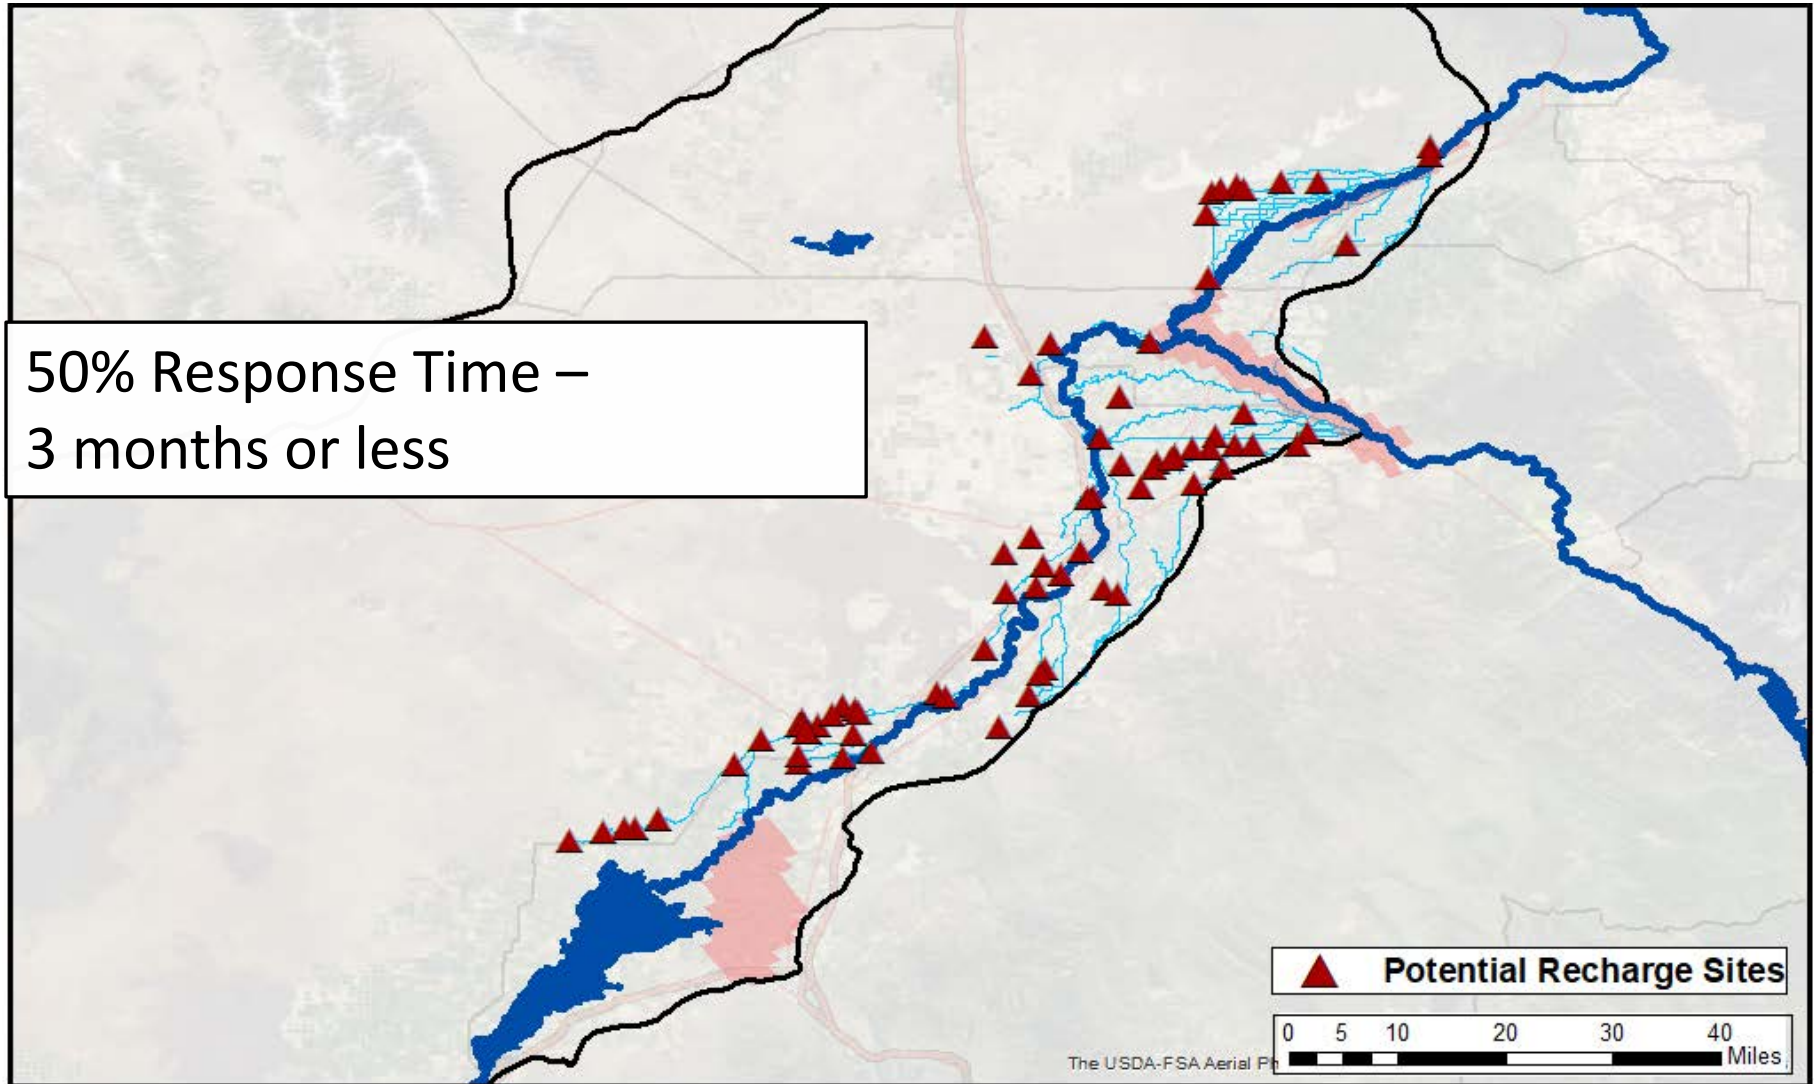 50% Response Time –
3 months or less
Potential Recharge Sites
0 5 10 20 30 40
Miles
The USDA-FSA Aerial